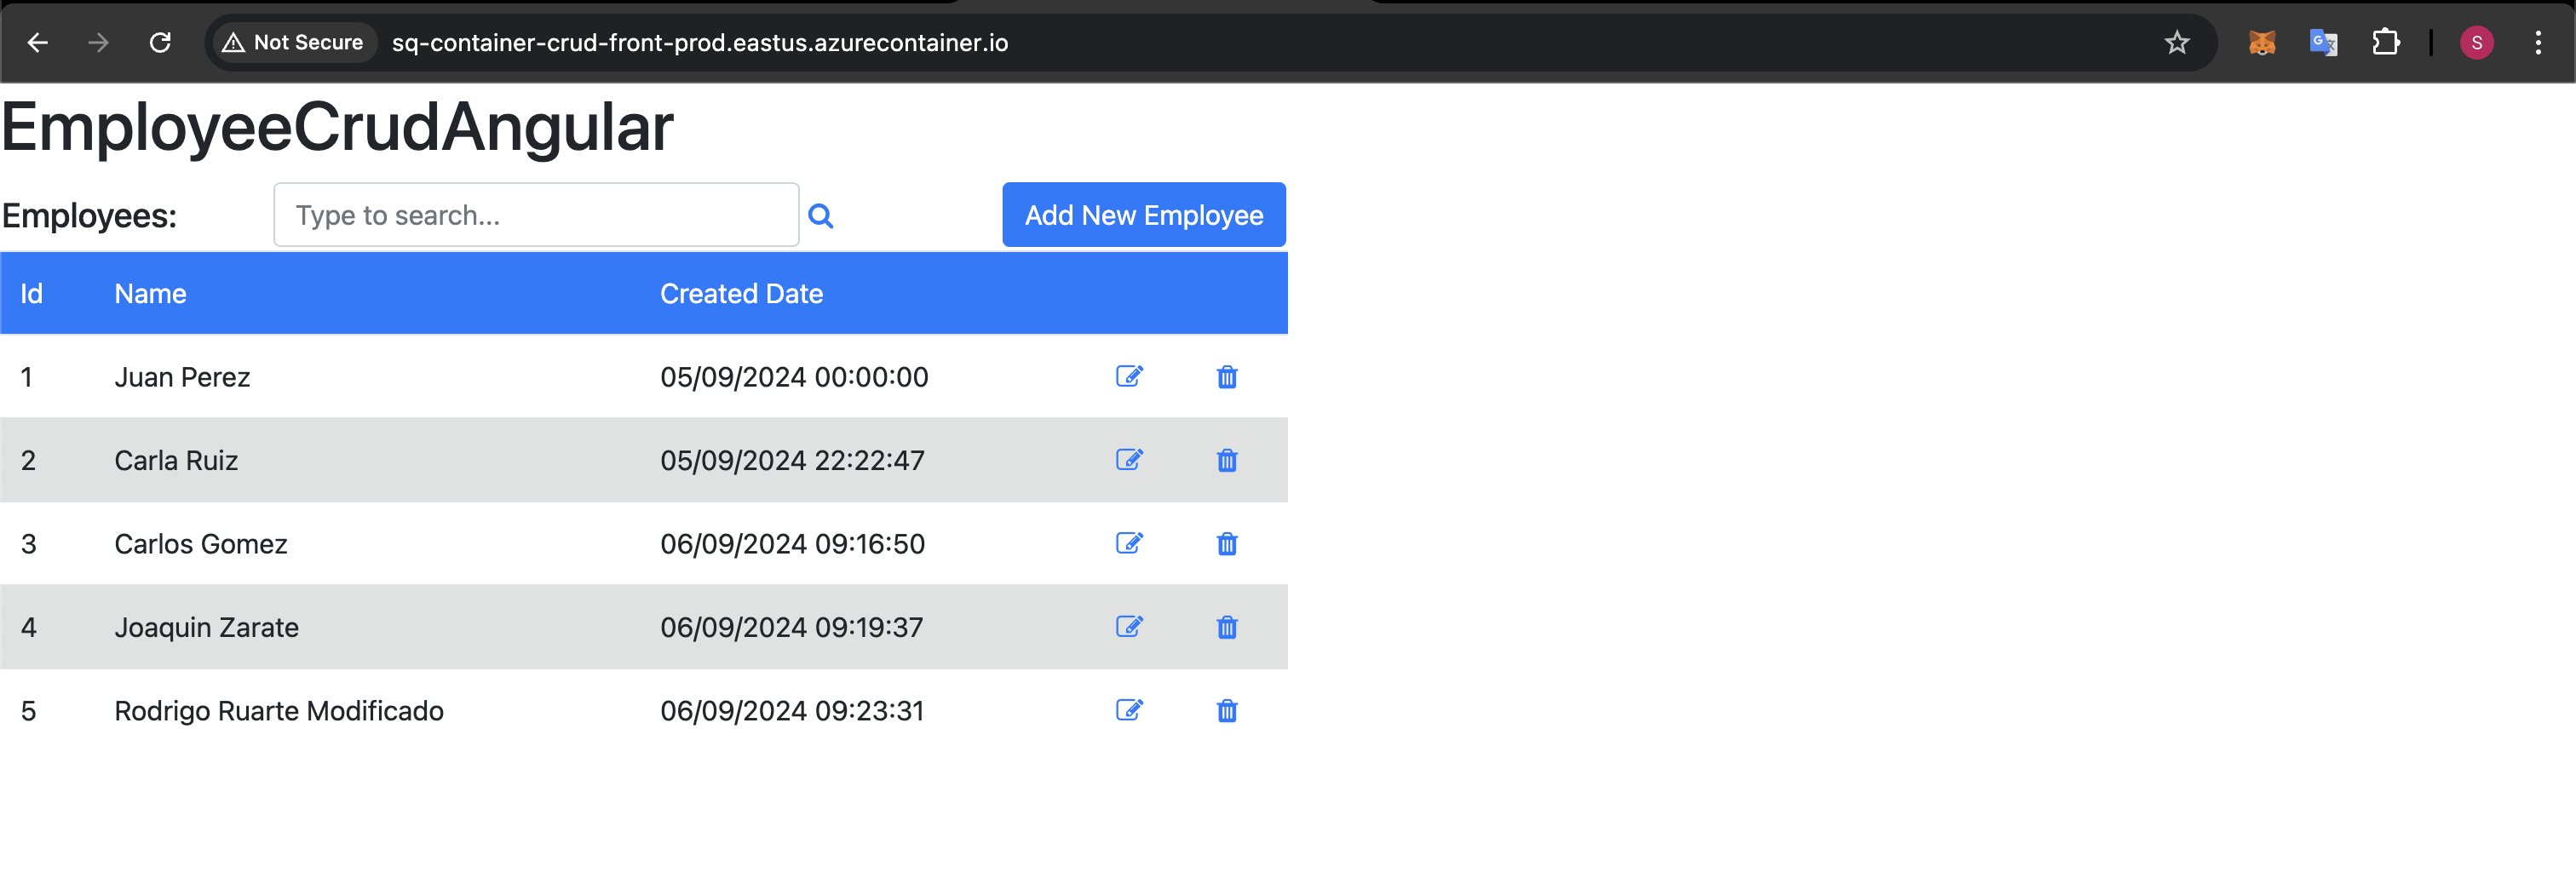 Not Secure sq-container-crud-front-prod.eastus.azurecontainer.io G S
EmployeeCrudAngular
Employees: Type to search... Add New Employee
Id Name Created Date
1 Juan Perez 05/09/2024 00:00:00
2 Carla Ruiz 05/09/2024 22:22:47
3 Carlos Gomez 06/09/2024 09:16:50
4 Joaquin Zarate 06/09/2024 09:19:37
5 Rodrigo Ruarte Modificado 06/09/2024 09:23:31